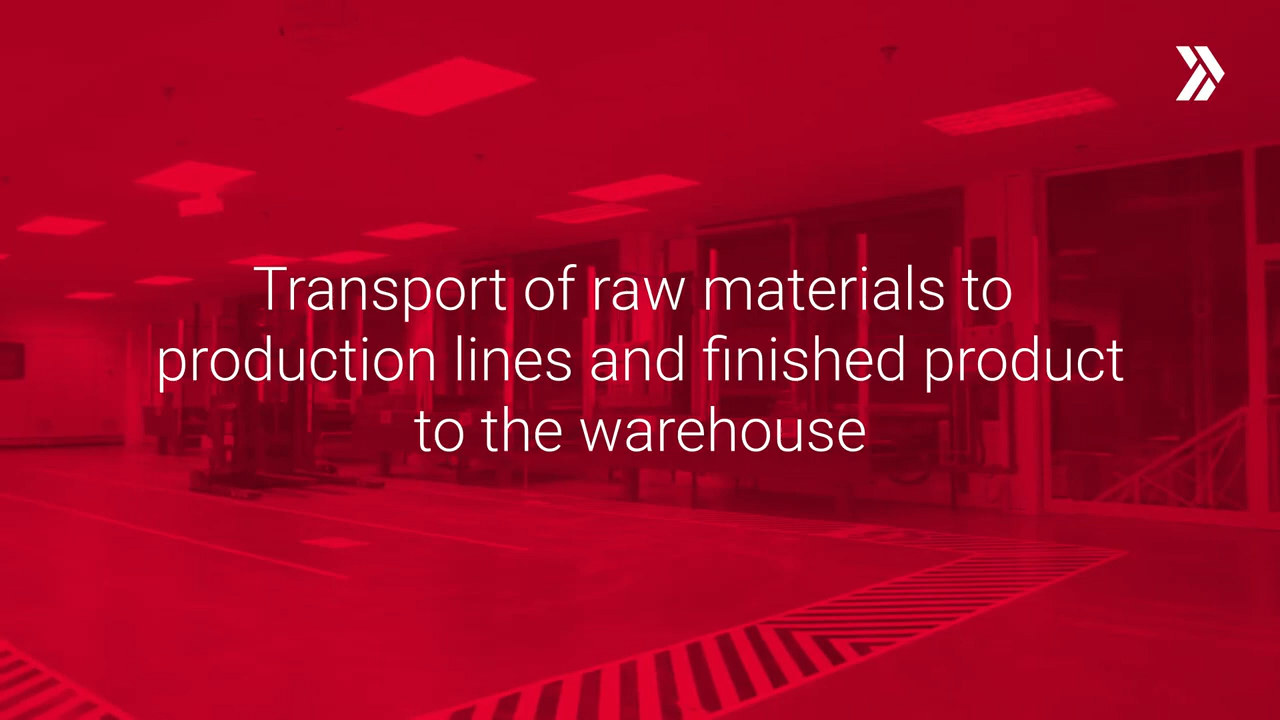 Transport of raw materials to
production lines and finished product
to the warehouse